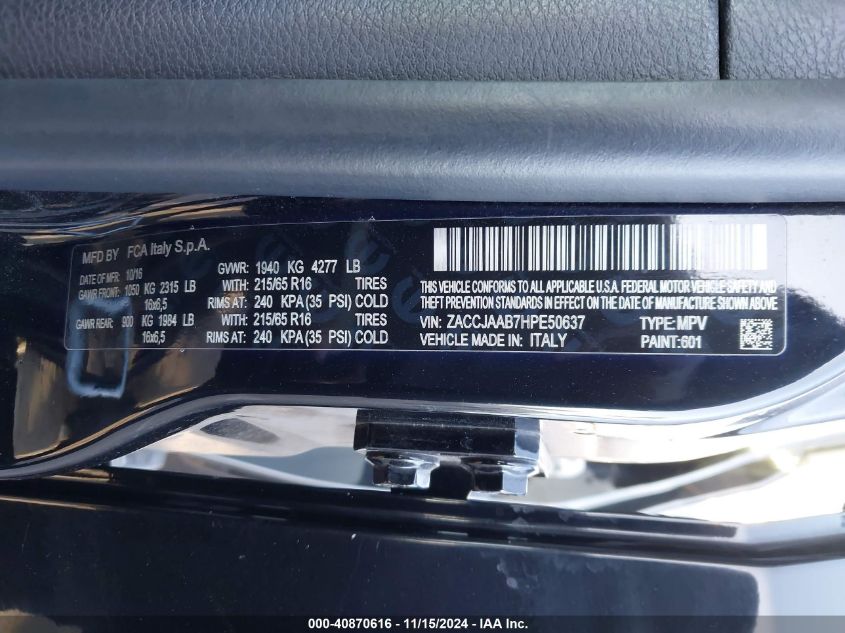 MFD BY FCA Italy S.p.A.
DATE OF MFR: 10/16 GVWR: 1940 KG 4277 LB
GAWR FRONT: 1050 KG 2315 LB WITH: 215/65 R16 TIRES
16x6,5 RIMS AT: 240 KPA (35 PSI) COLD
GAWR REAR: 900 KG 1984 LB WITH: 215/65 R16 TIRES
16x6,5 RIMS AT: 240 KPA (35 PSI) COLD
THIS VEHICLE CONFORMS TO ALL APPLICABLE U.S.A. FEDERAL MOTOR VEHICLE SAFETY AND
THEFT PREVENTION STANDARDS IN EFFECT ON THE DATE OF MANUFACTURE SHOWN ABOVE.
VIN: ZACCJAAB7HPE50637 TYPE: MPV
VEHICLE MADE IN: ITALY PAINT: 601
000-40870616 - 11/15/2024 - IAA Inc.